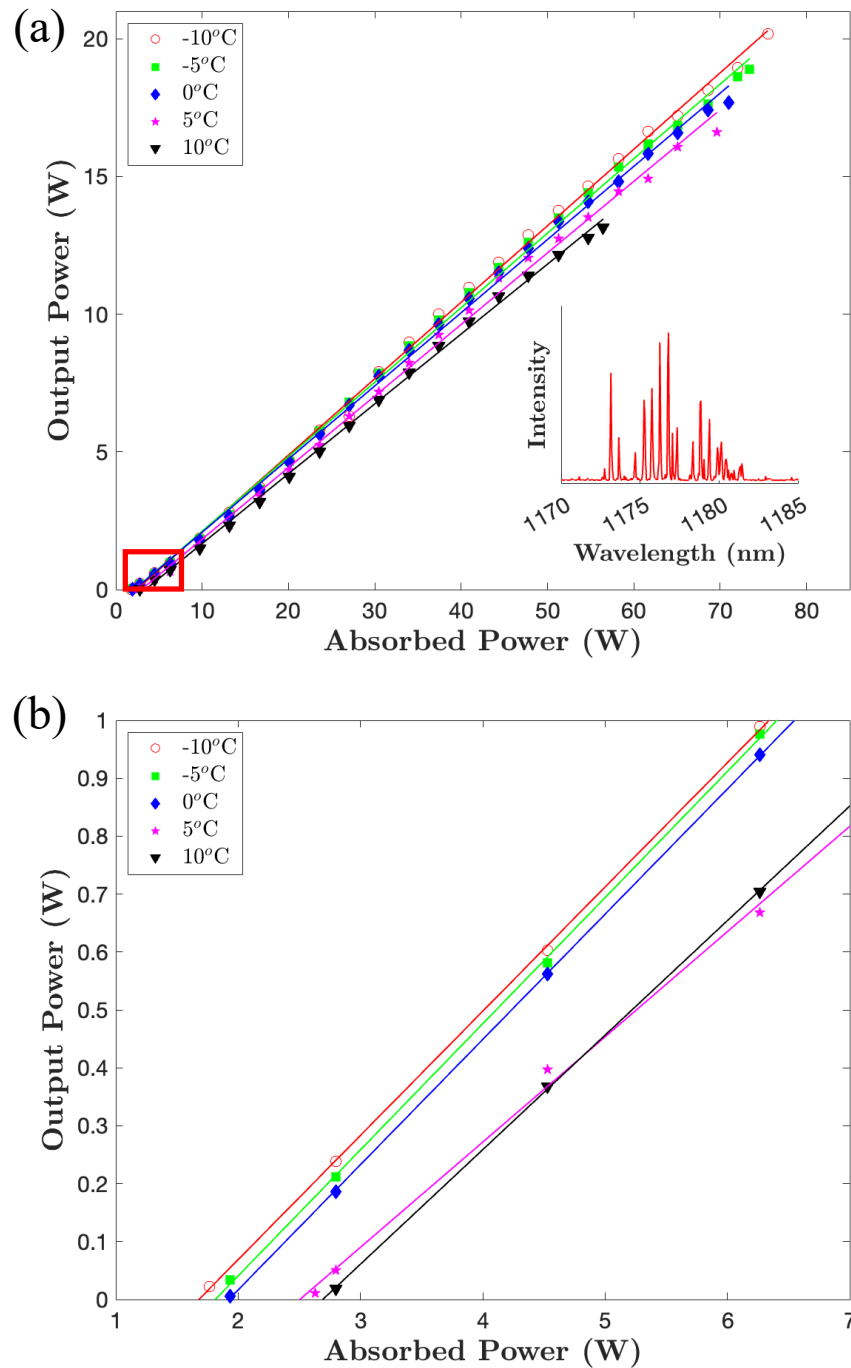 (a)
-10°C
-5°C
0°C
5°C
10°C
20
15
10
5
0
Output Power (W)
0
10
20
30
40
50
60
70
80
Absorbed Power (W)
Intensity
1170
1175
1180
1185
Wavelength (nm)
(b)
-10°C
-5°C
0°C
5°C
10°C
1
0.9
0.8
0.7
0.6
0.5
0.4
0.3
0.2
0.1
0
Output Power (W)
1
2
3
4
5
6
7
Absorbed Power (W)